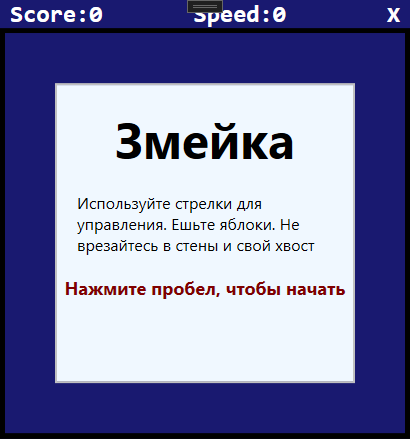 Score:0 Speed:0 X
Змейка
Используйте стрелки для
управления. Ешьте яблоки. Не
врезайтесь в стены и свой хвост
Нажмите пробел, чтобы начать